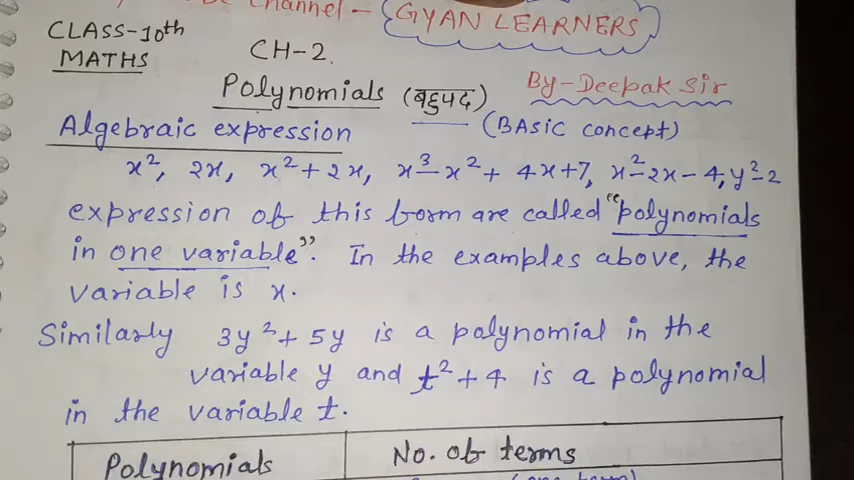 Channel - GYAN LEARNERS
CLASS-10th
MATHS
CH-2.
Polynomials (बहुपद)
By-Deepak Sir
Algebraic expression
(BASIC concept)
x², 2x, x²+2x, x³-x²+4x+7, x²-2x-4, y²-2
expression of this form are called "polynomials
in one variable". In the examples above, the
variable is x.
Similarly 3y²+5y is a polynomial in the
variable y and t²+4 is a polynomial
in the variable t.
Polynomials No. of terms